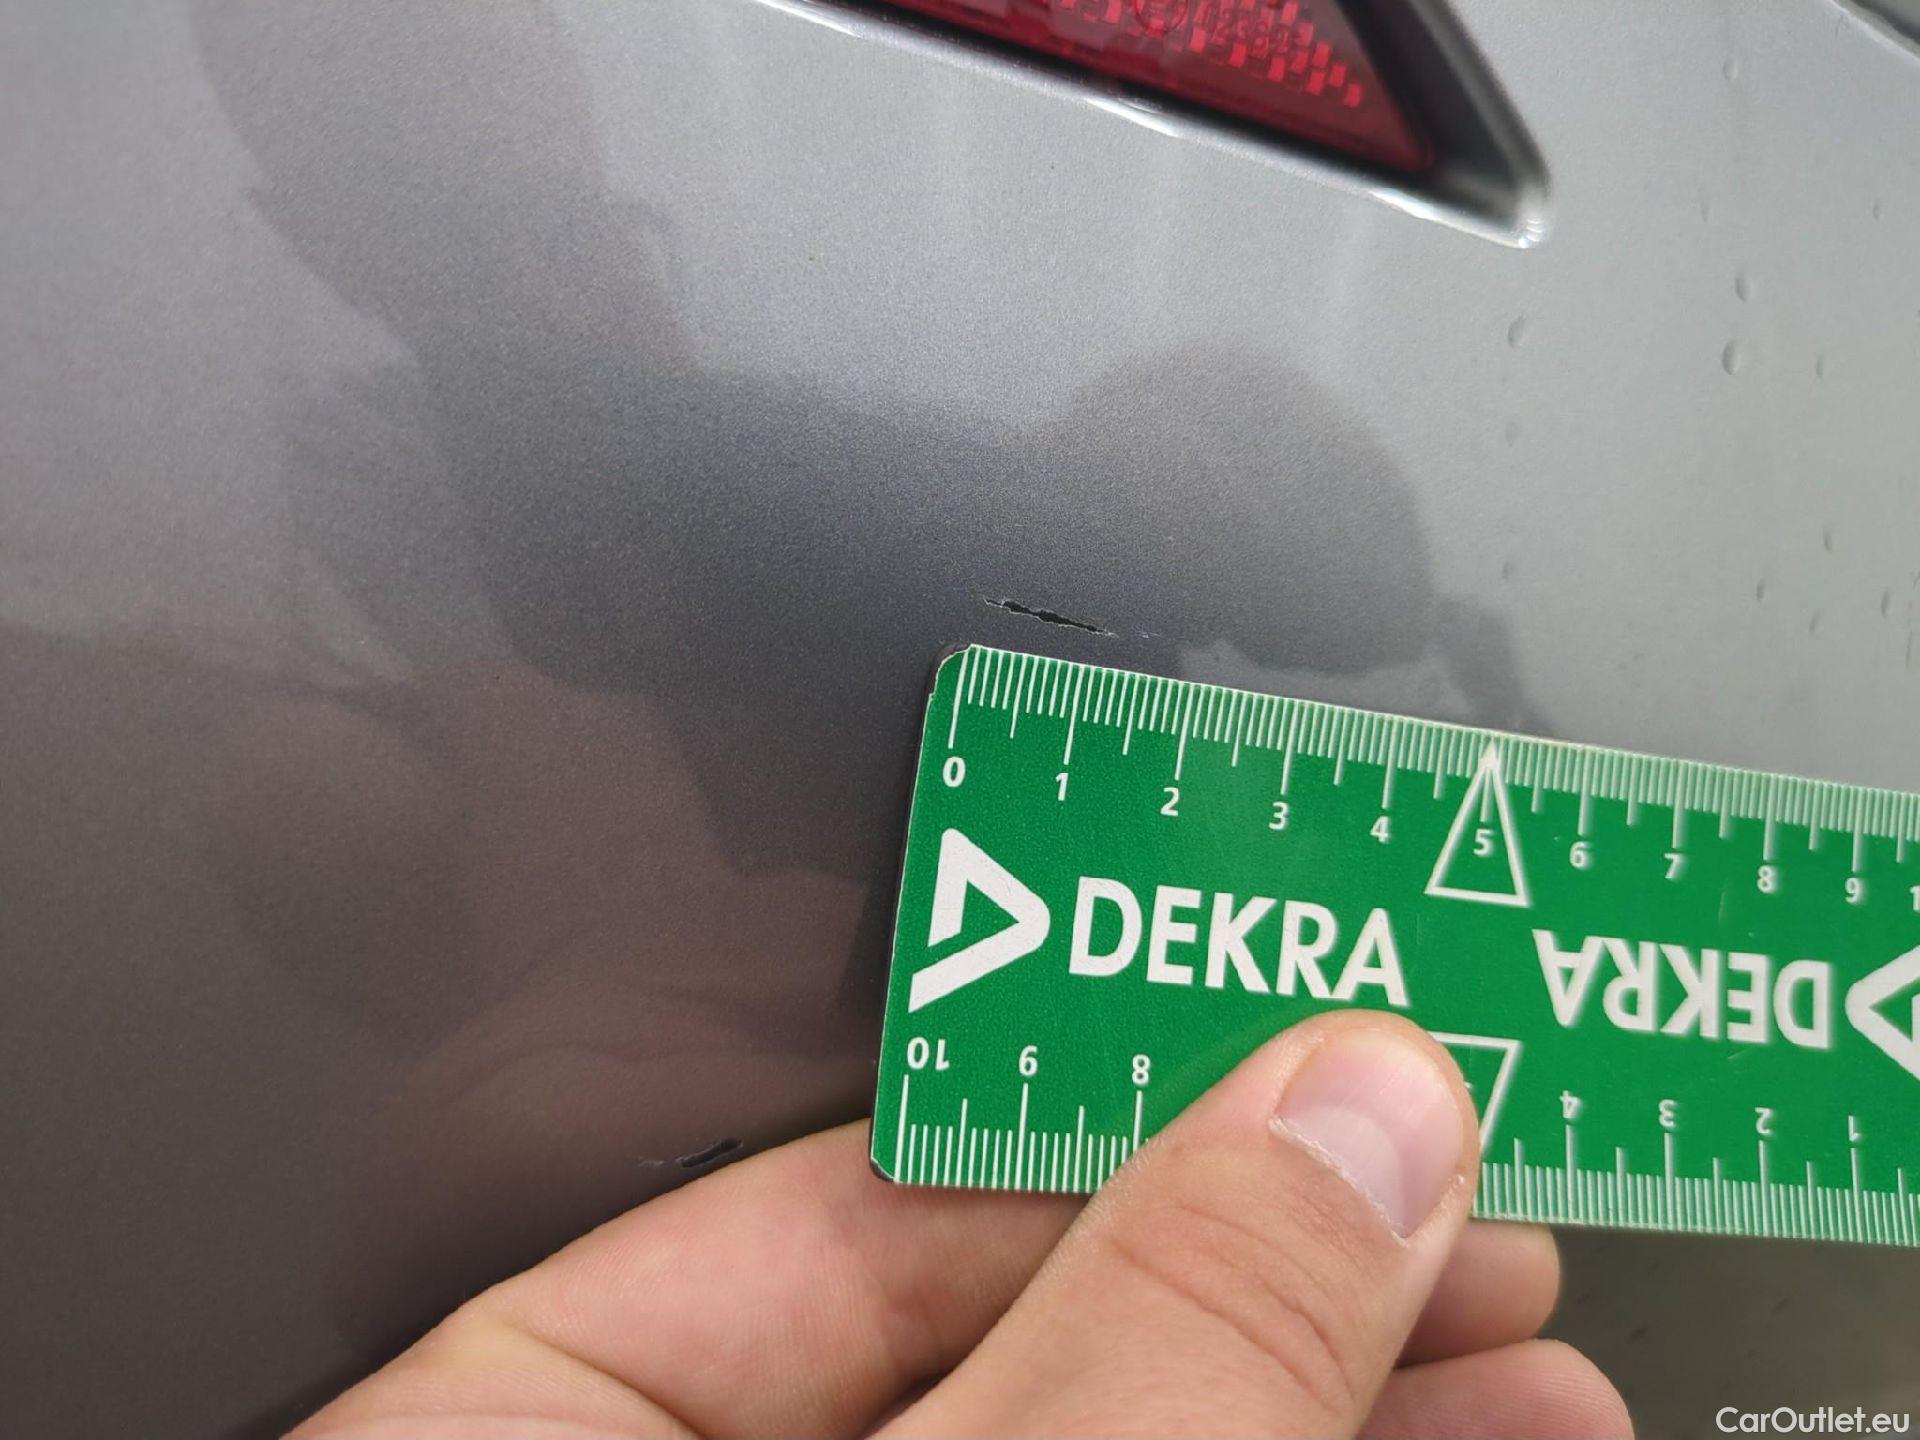 0 1 2 3 4 5 6 7 8 9
DEKRA
DEKRA
10 9 8 4 3 2 1
CarOutlet.eu